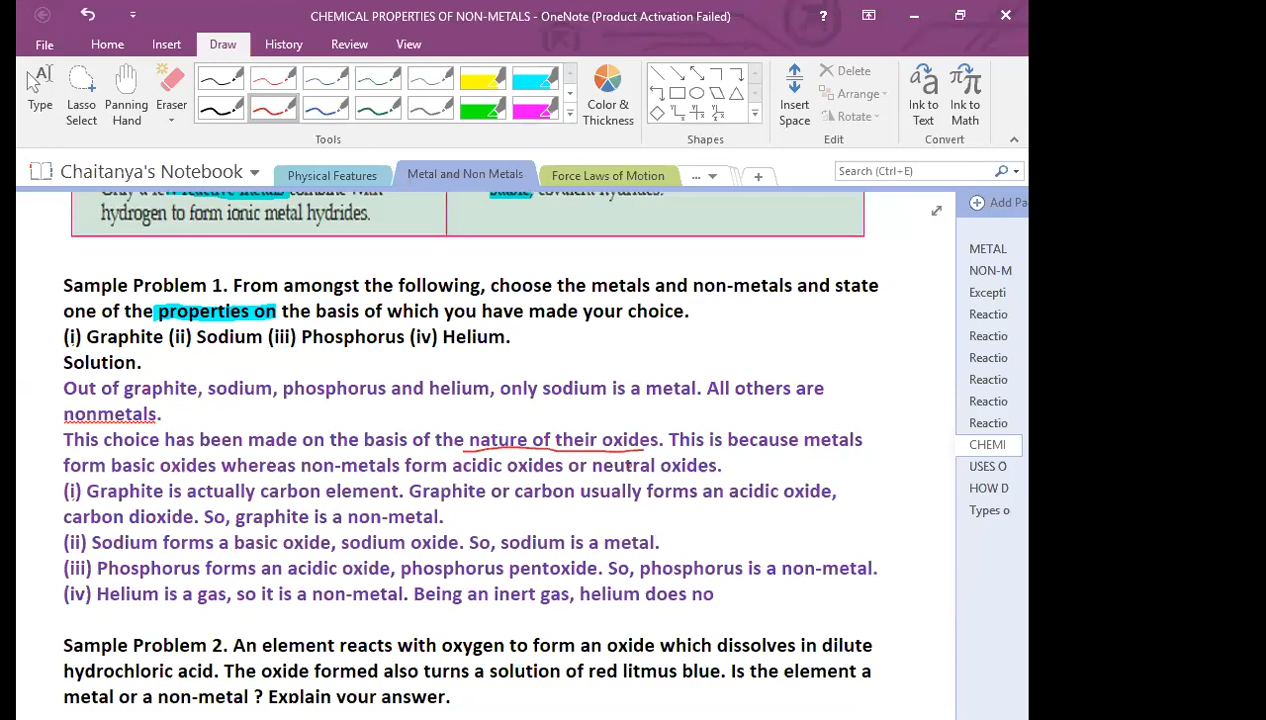 CHEMICAL PROPERTIES OF NON-METALS - OneNote (Product Activation Failed)
?
File Home Insert Draw History Review View
Type
Lasso Select
Panning Hand
Eraser
Color & Thickness
Insert Space
Delete
Arrange
Rotate
Ink to Text
Ink to Math
Tools Shapes Edit Convert
Chaitanya's Notebook Physical Features Metal and Non Metals Force Laws of Motion ... + Search (Ctrl+E)
Add Pa
METAL
NON-M
Excepti
Reactio
Reactio
Reactio
Reactio
Reactio
Reactio
CHEMI
USES O
HOW D
Types o
Only a few reactive metals combine with
hydrogen to form ionic metal hydrides.
stable, covalent hydrides.
Sample Problem 1. From amongst the following, choose the metals and non-metals and state
one of the properties on the basis of which you have made your choice.
(i) Graphite (ii) Sodium (iii) Phosphorus (iv) Helium.
Solution.
Out of graphite, sodium, phosphorus and helium, only sodium is a metal. All others are
nonmetals.
This choice has been made on the basis of the nature of their oxides. This is because metals
form basic oxides whereas non-metals form acidic oxides or neutral oxides.
(i) Graphite is actually carbon element. Graphite or carbon usually forms an acidic oxide,
carbon dioxide. So, graphite is a non-metal.
(ii) Sodium forms a basic oxide, sodium oxide. So, sodium is a metal.
(iii) Phosphorus forms an acidic oxide, phosphorus pentoxide. So, phosphorus is a non-metal.
(iv) Helium is a gas, so it is a non-metal. Being an inert gas, helium does no
Sample Problem 2. An element reacts with oxygen to form an oxide which dissolves in dilute
hydrochloric acid. The oxide formed also turns a solution of red litmus blue. Is the element a
metal or a non-metal ? Explain your answer.